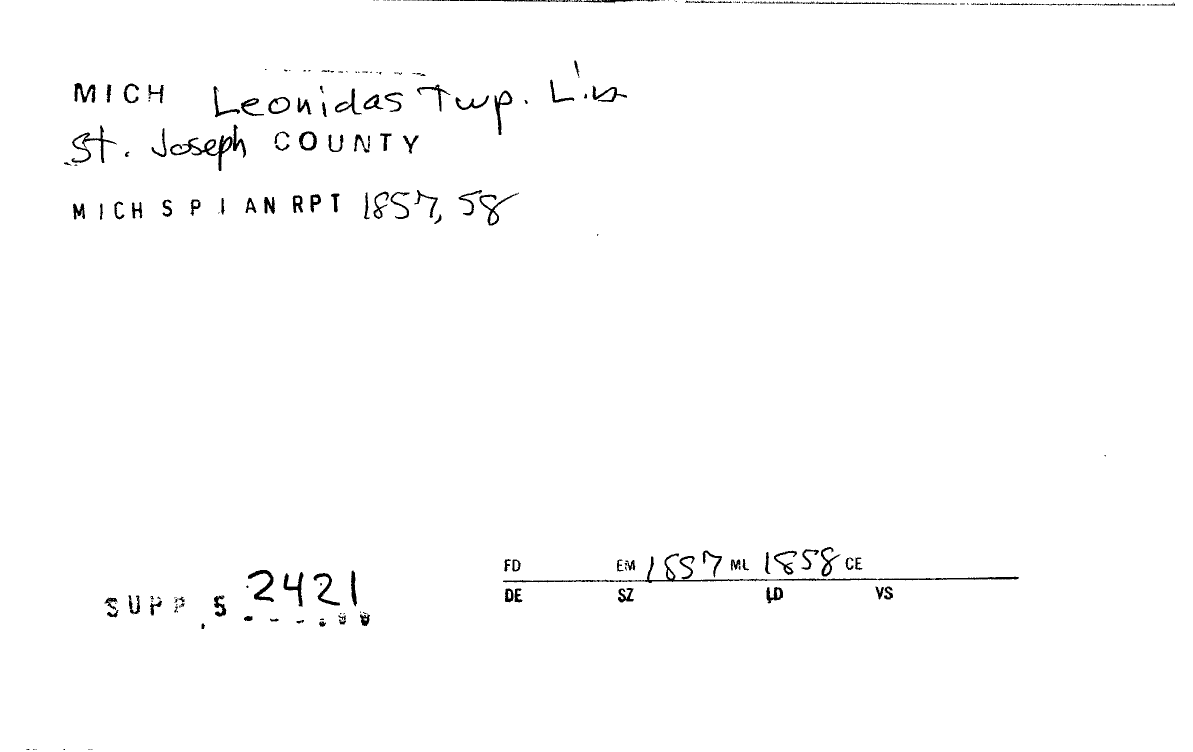 MICH Leonidas Twp. Lib
St. Joseph COUNTY
MICH S P I AN RPT 1857, 58
SUPP. 5 2421
FD EM 1857 ML 1858 CE
DE SZ LD VS